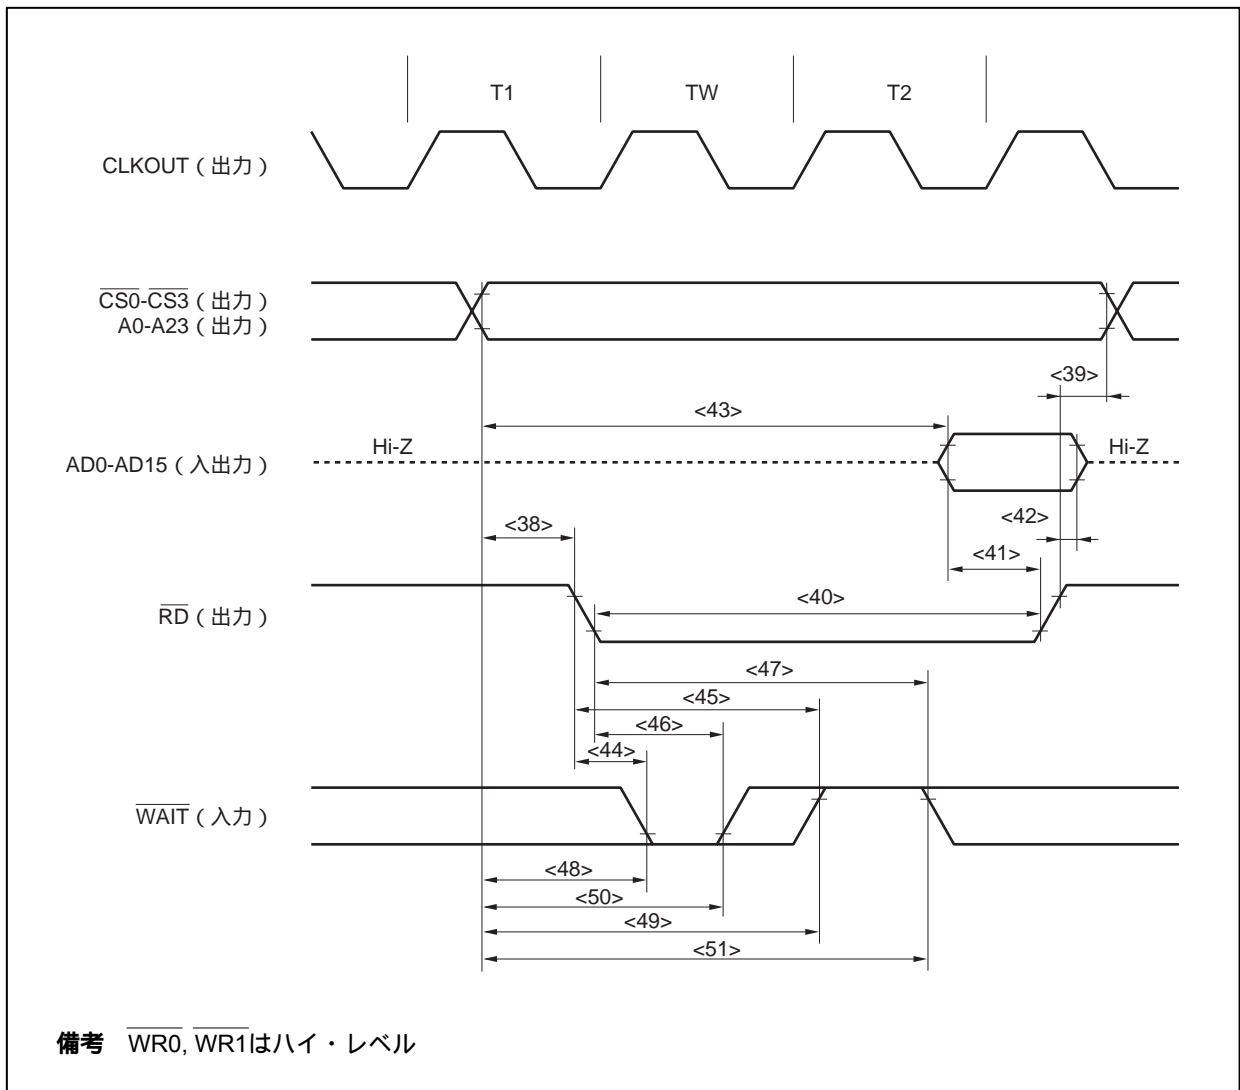 T1 TW T2
CLKOUT（出力）
CS0-CS3（出力）
A0-A23（出力）
<39>
<43>
AD0-AD15（入出力） Hi-Z Hi-Z
<38> <42>
<41>
RD（出力） <40>
<47>
<45>
<46>
<44>
WAIT（入力）
<48>
<50>
<49>
<51>
備考 WR0, WR1はハイ・レベル